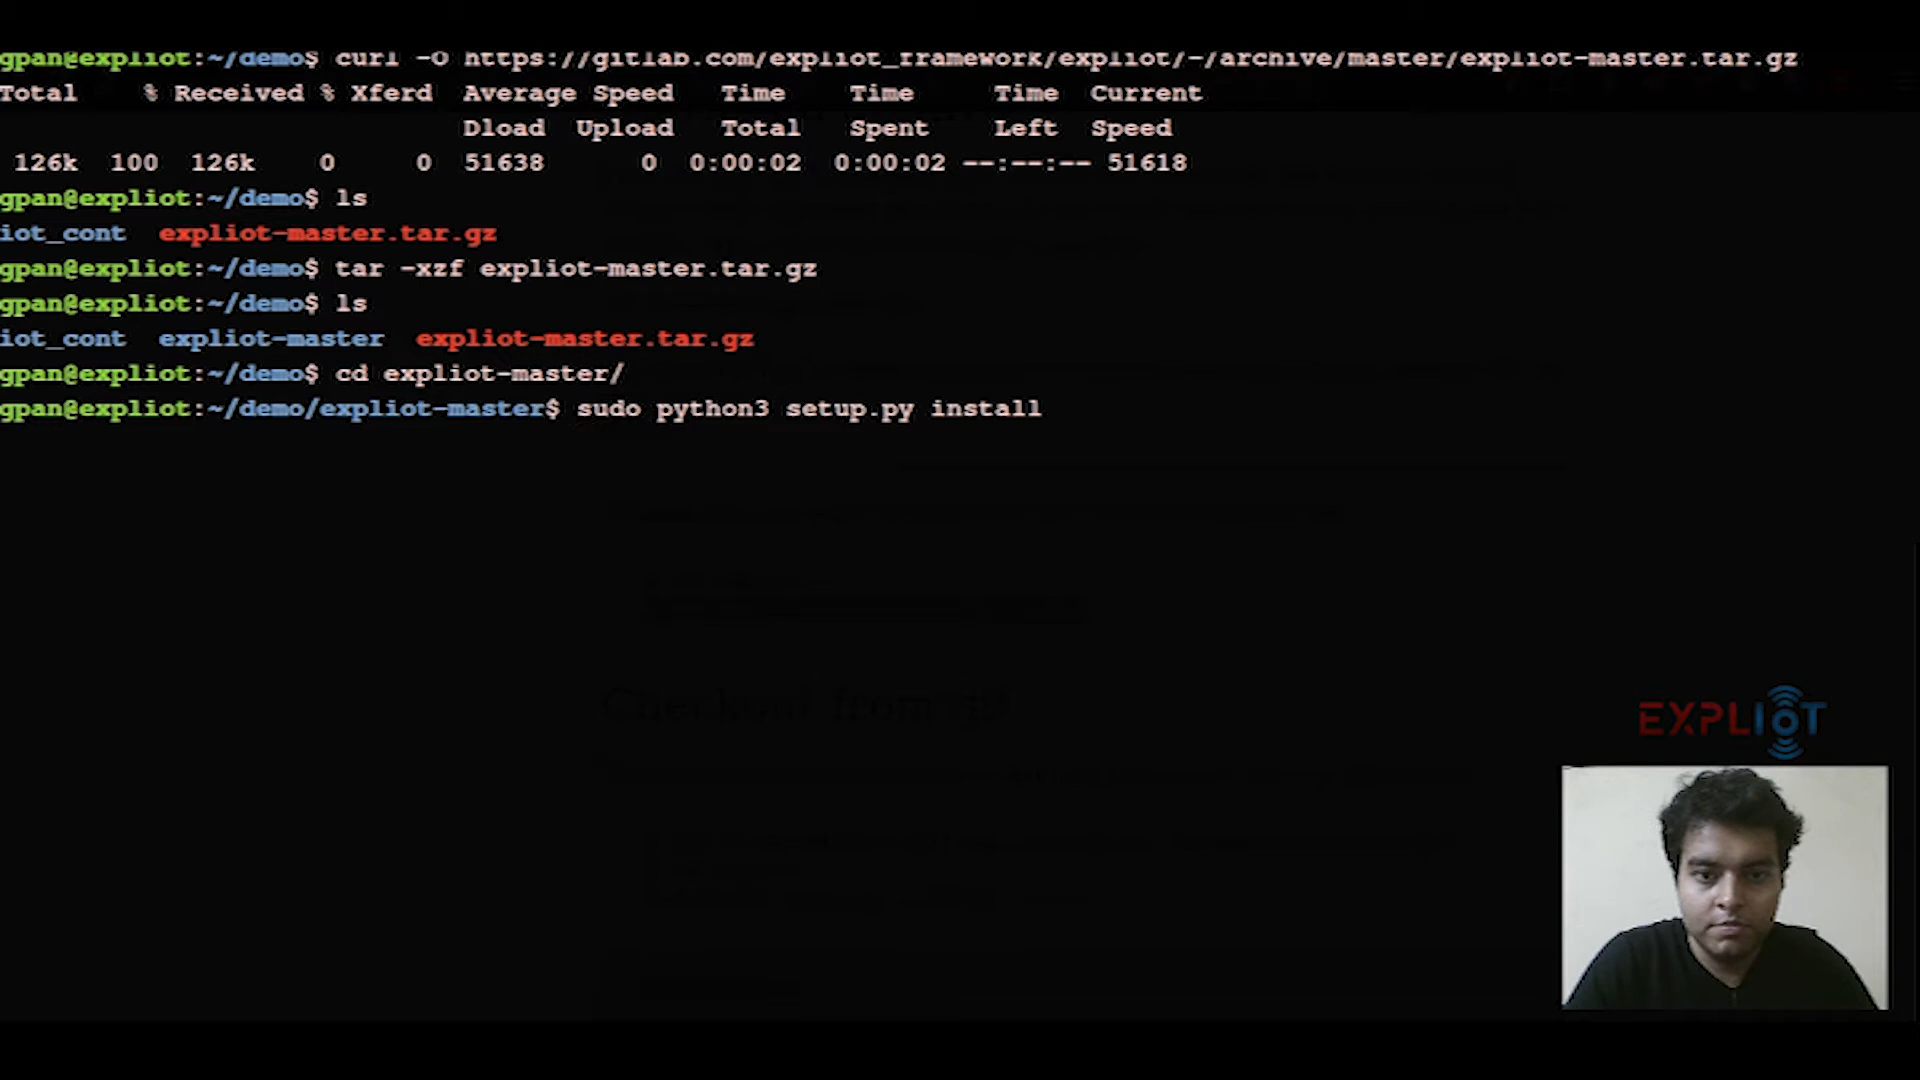 gpan@expliot:~/demo$ curl -O https://gitlab.com/expliot_framework/expliot/-/archive/master/expliot-master.tar.gz
Total % Received % Xferd Average Speed Time Time Time Current
Dload Upload Total Spent Left Speed
126k 100 126k 0 0 51638 0 0:00:02 0:00:02 --:--:-- 51618
gpan@expliot:~/demo$ ls
iot_cont expliot-master.tar.gz
gpan@expliot:~/demo$ tar -xzf expliot-master.tar.gz
gpan@expliot:~/demo$ ls
iot_cont expliot-master expliot-master.tar.gz
gpan@expliot:~/demo$ cd expliot-master/
gpan@expliot:~/demo/expliot-master$ sudo python3 setup.py install
Checkout from git
EXPLIoT